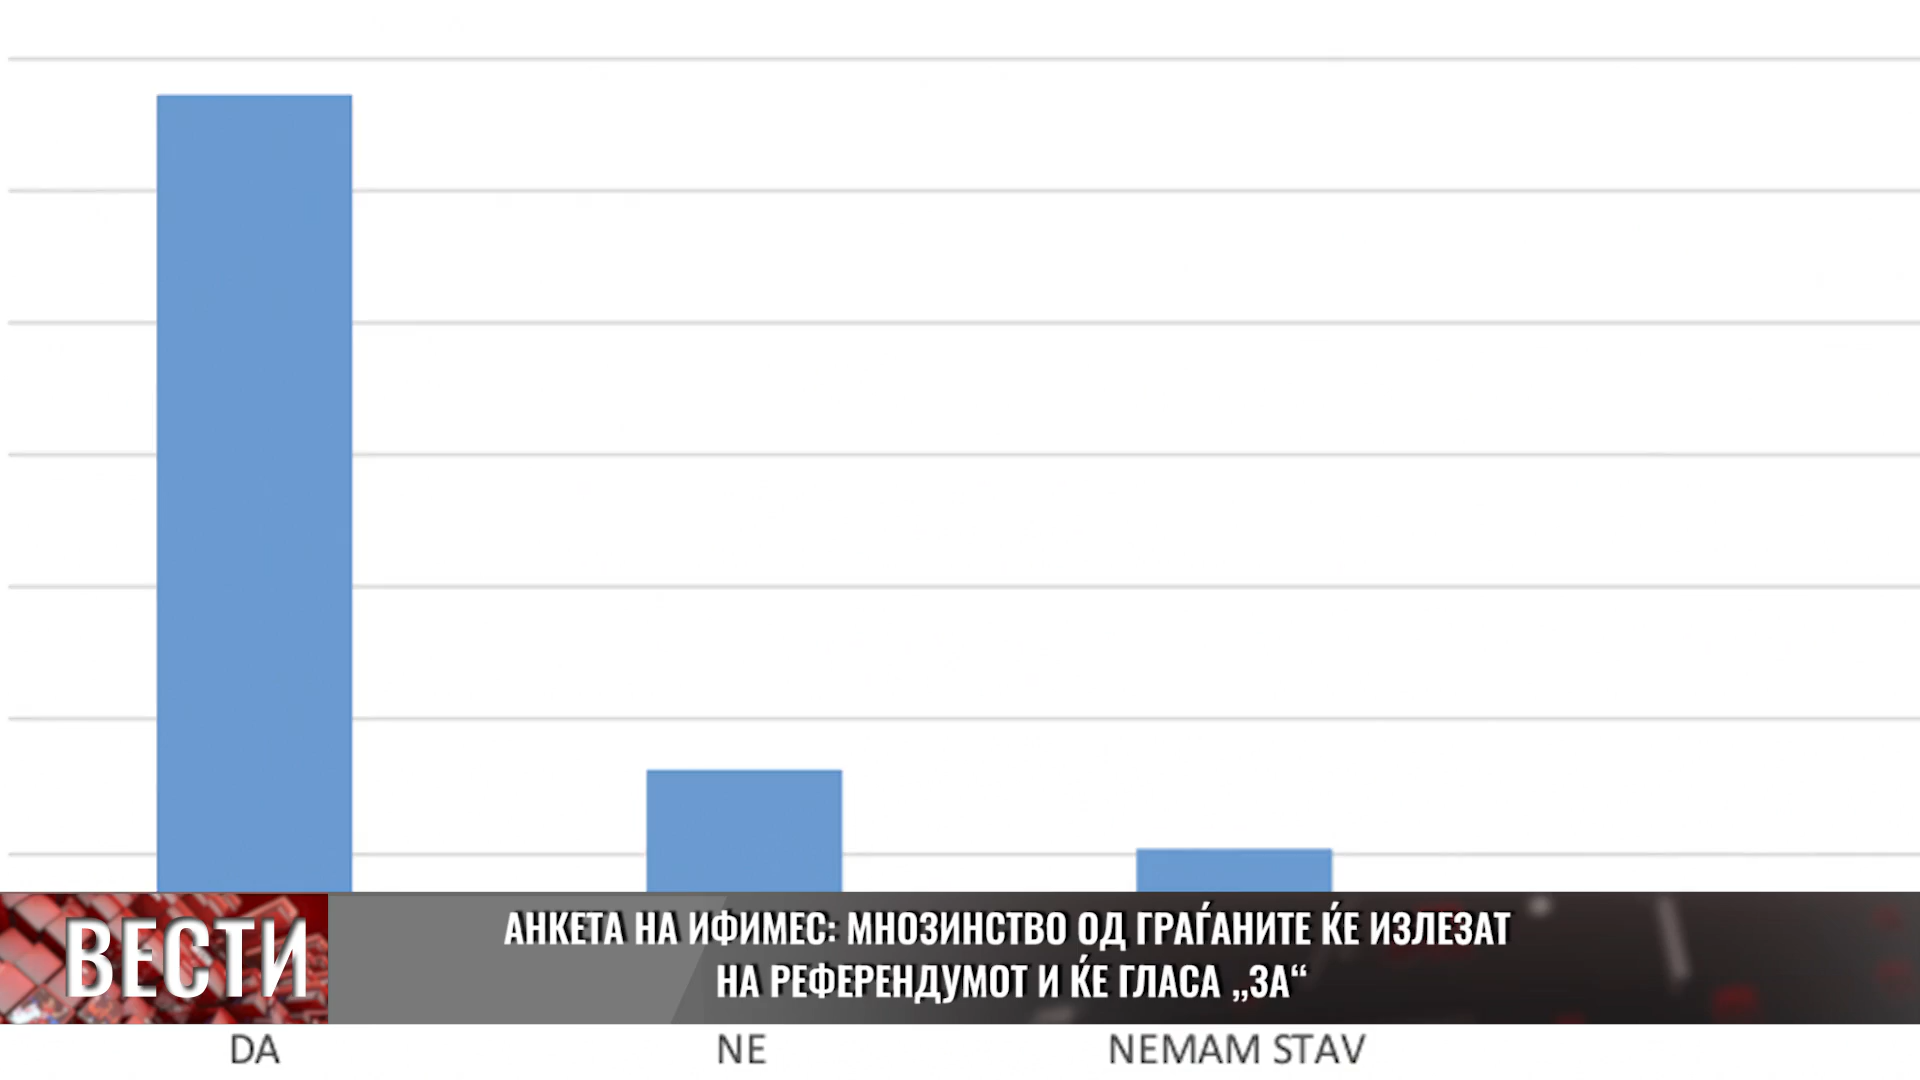 ВЕСТИ
АНКЕТА НА ИФИМЕС: МНОЗИНСТВО ОД ГРАЃАНИТЕ ЌЕ ИЗЛЕЗАТ
НА РЕФЕРЕНДУМОТ И ЌЕ ГЛАСА „ЗА“
DA
NE
NEMAM STAV